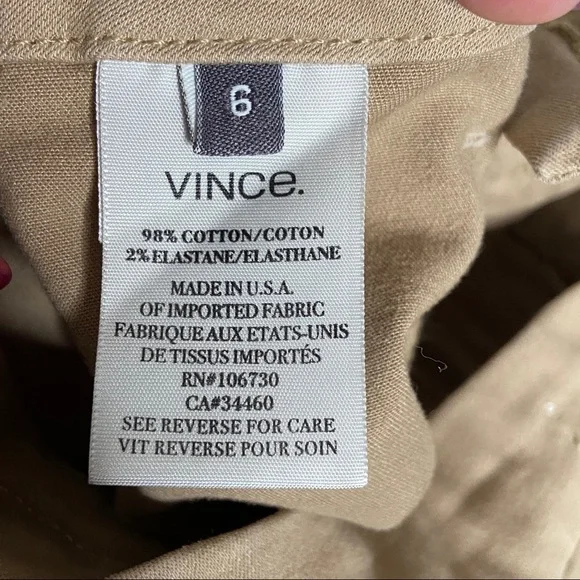 6
VINCE.
98% COTTON/COTON
2% ELASTANE/ELASTHANE
MADE IN U.S.A.
OF IMPORTED FABRIC
FABRIQUE AUX ETATS-UNIS
DE TISSUS IMPORTÉS
RN#106730
CA#34460
SEE REVERSE FOR CARE
VIT REVERSE POUR SOIN